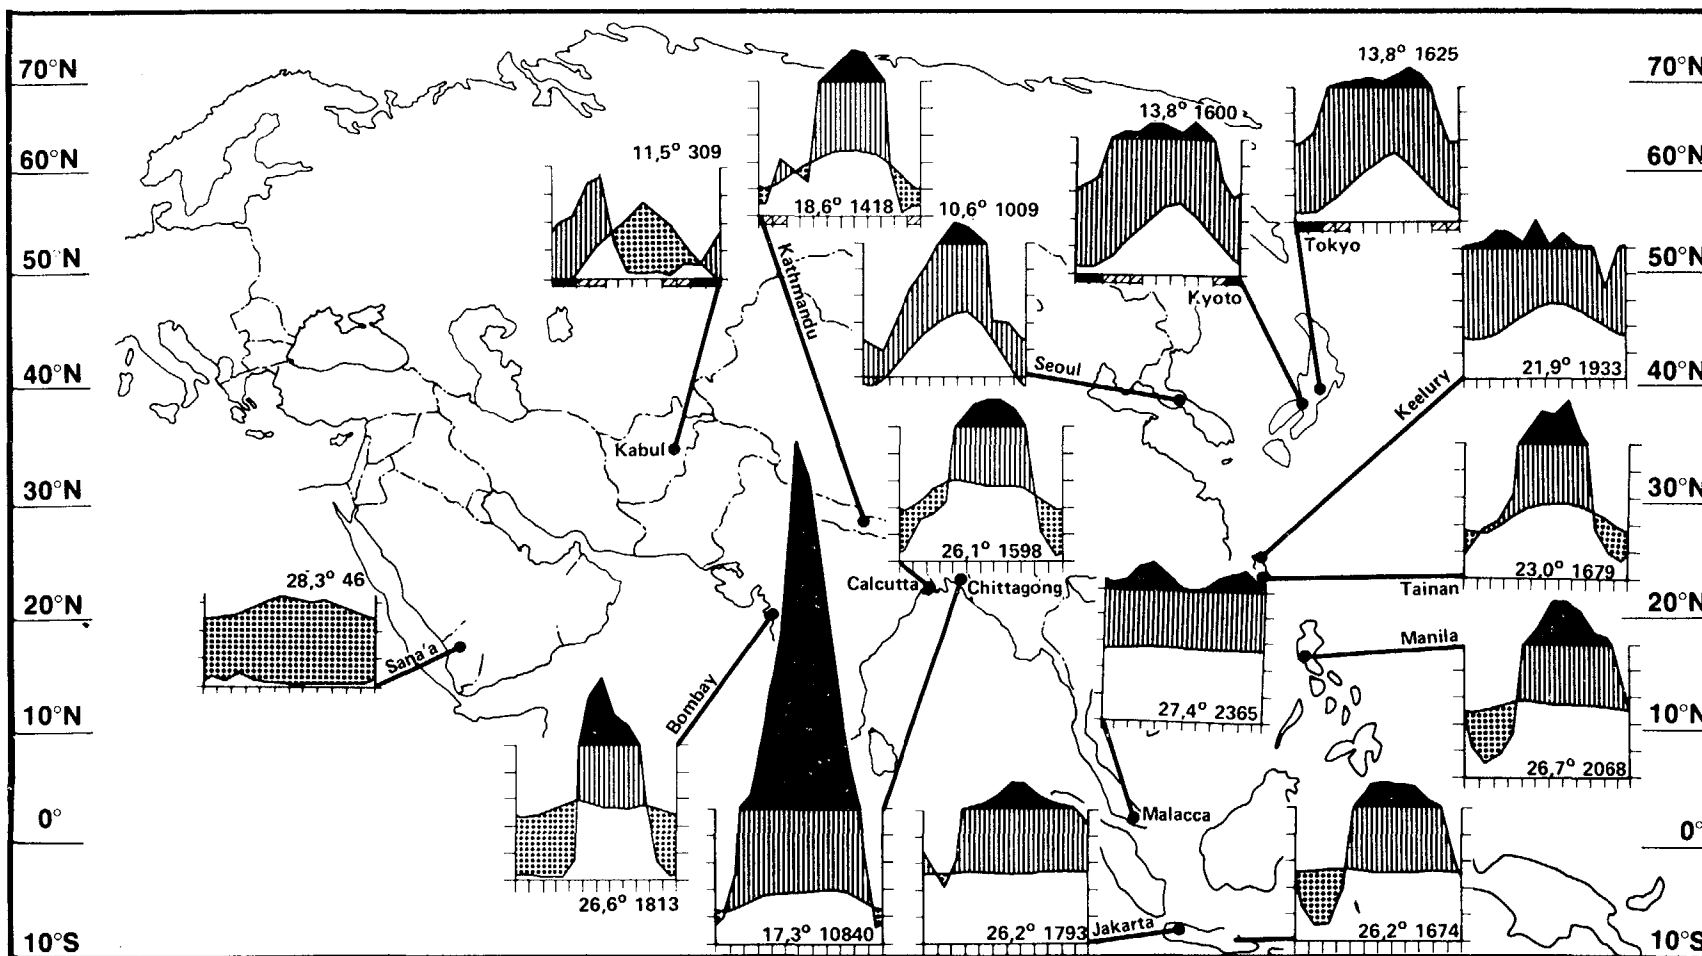 70°N
60°N
50°N
40°N
30°N
20°N
10°N
0°
10°S
11,5° 309
Kabul
18,6° 1418
Kathmandu
10,6° 1009
Seoul
13,8° 1600
Kyoto
13,8° 1625
Tokyo
21,9° 1933
Keelury
26,1° 1598
Calcutta
Chittagong
23,0° 1679
Tainan
28,3° 46
Sana'a
26,6° 1813
Bombay
17,3° 10840
27,4° 2365
Malacca
Manila
26,7° 2068
26,2° 1793
Jakarta
26,2° 1674
70°N
60°N
50°N
40°N
30°N
20°N
10°N
0°
10°S